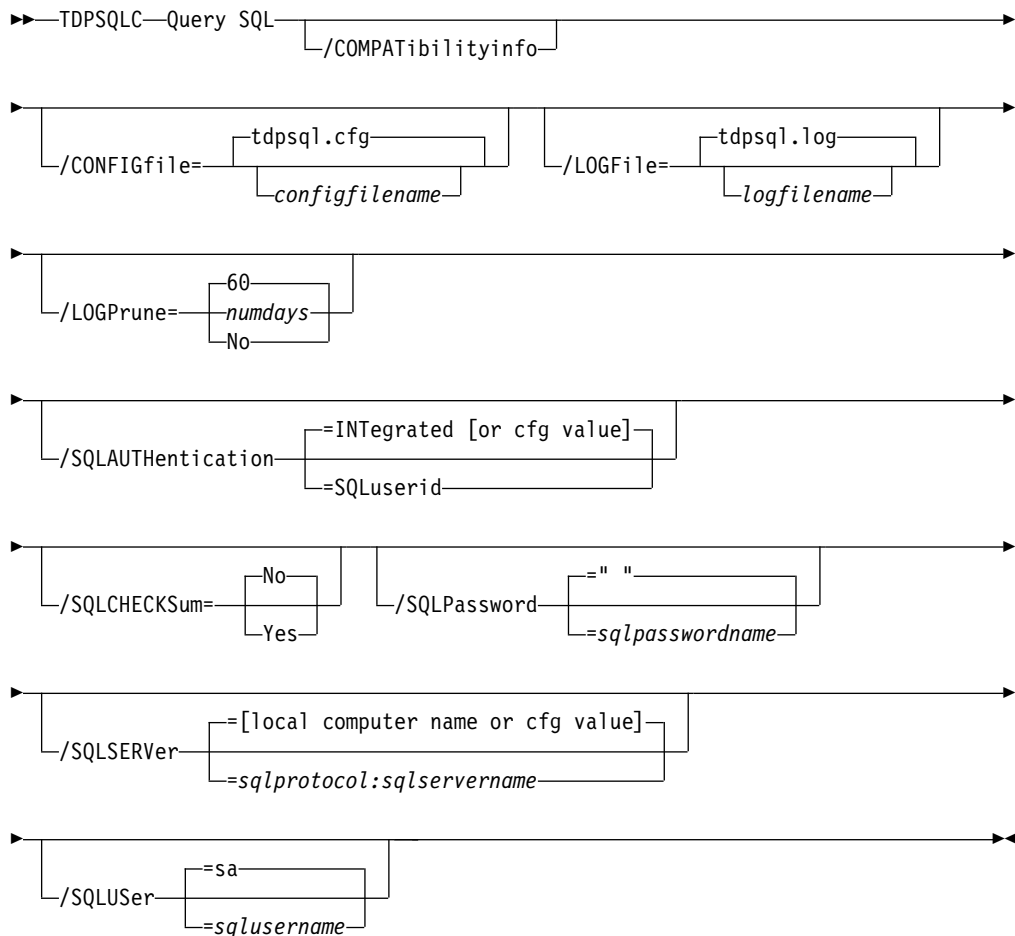 TDPSQLC Query SQL
/COMPATibilityinfo
tdpsql.cfg tdpsql.log
/CONFIGfile= /LOGFile=
configfilename logfilename
60
/LOGPrune= numdays
No
=INTegrated [or cfg value]
/SQLAUTHentication
=SQLuserid
No =" "
/SQLCHECKSum= /SQLPassword
Yes =sqlpasswordname
=[local computer name or cfg value]
/SQLSERVer
=sqlprotocol:sqlservername
=sa
/SQLUSer
=sqlusername